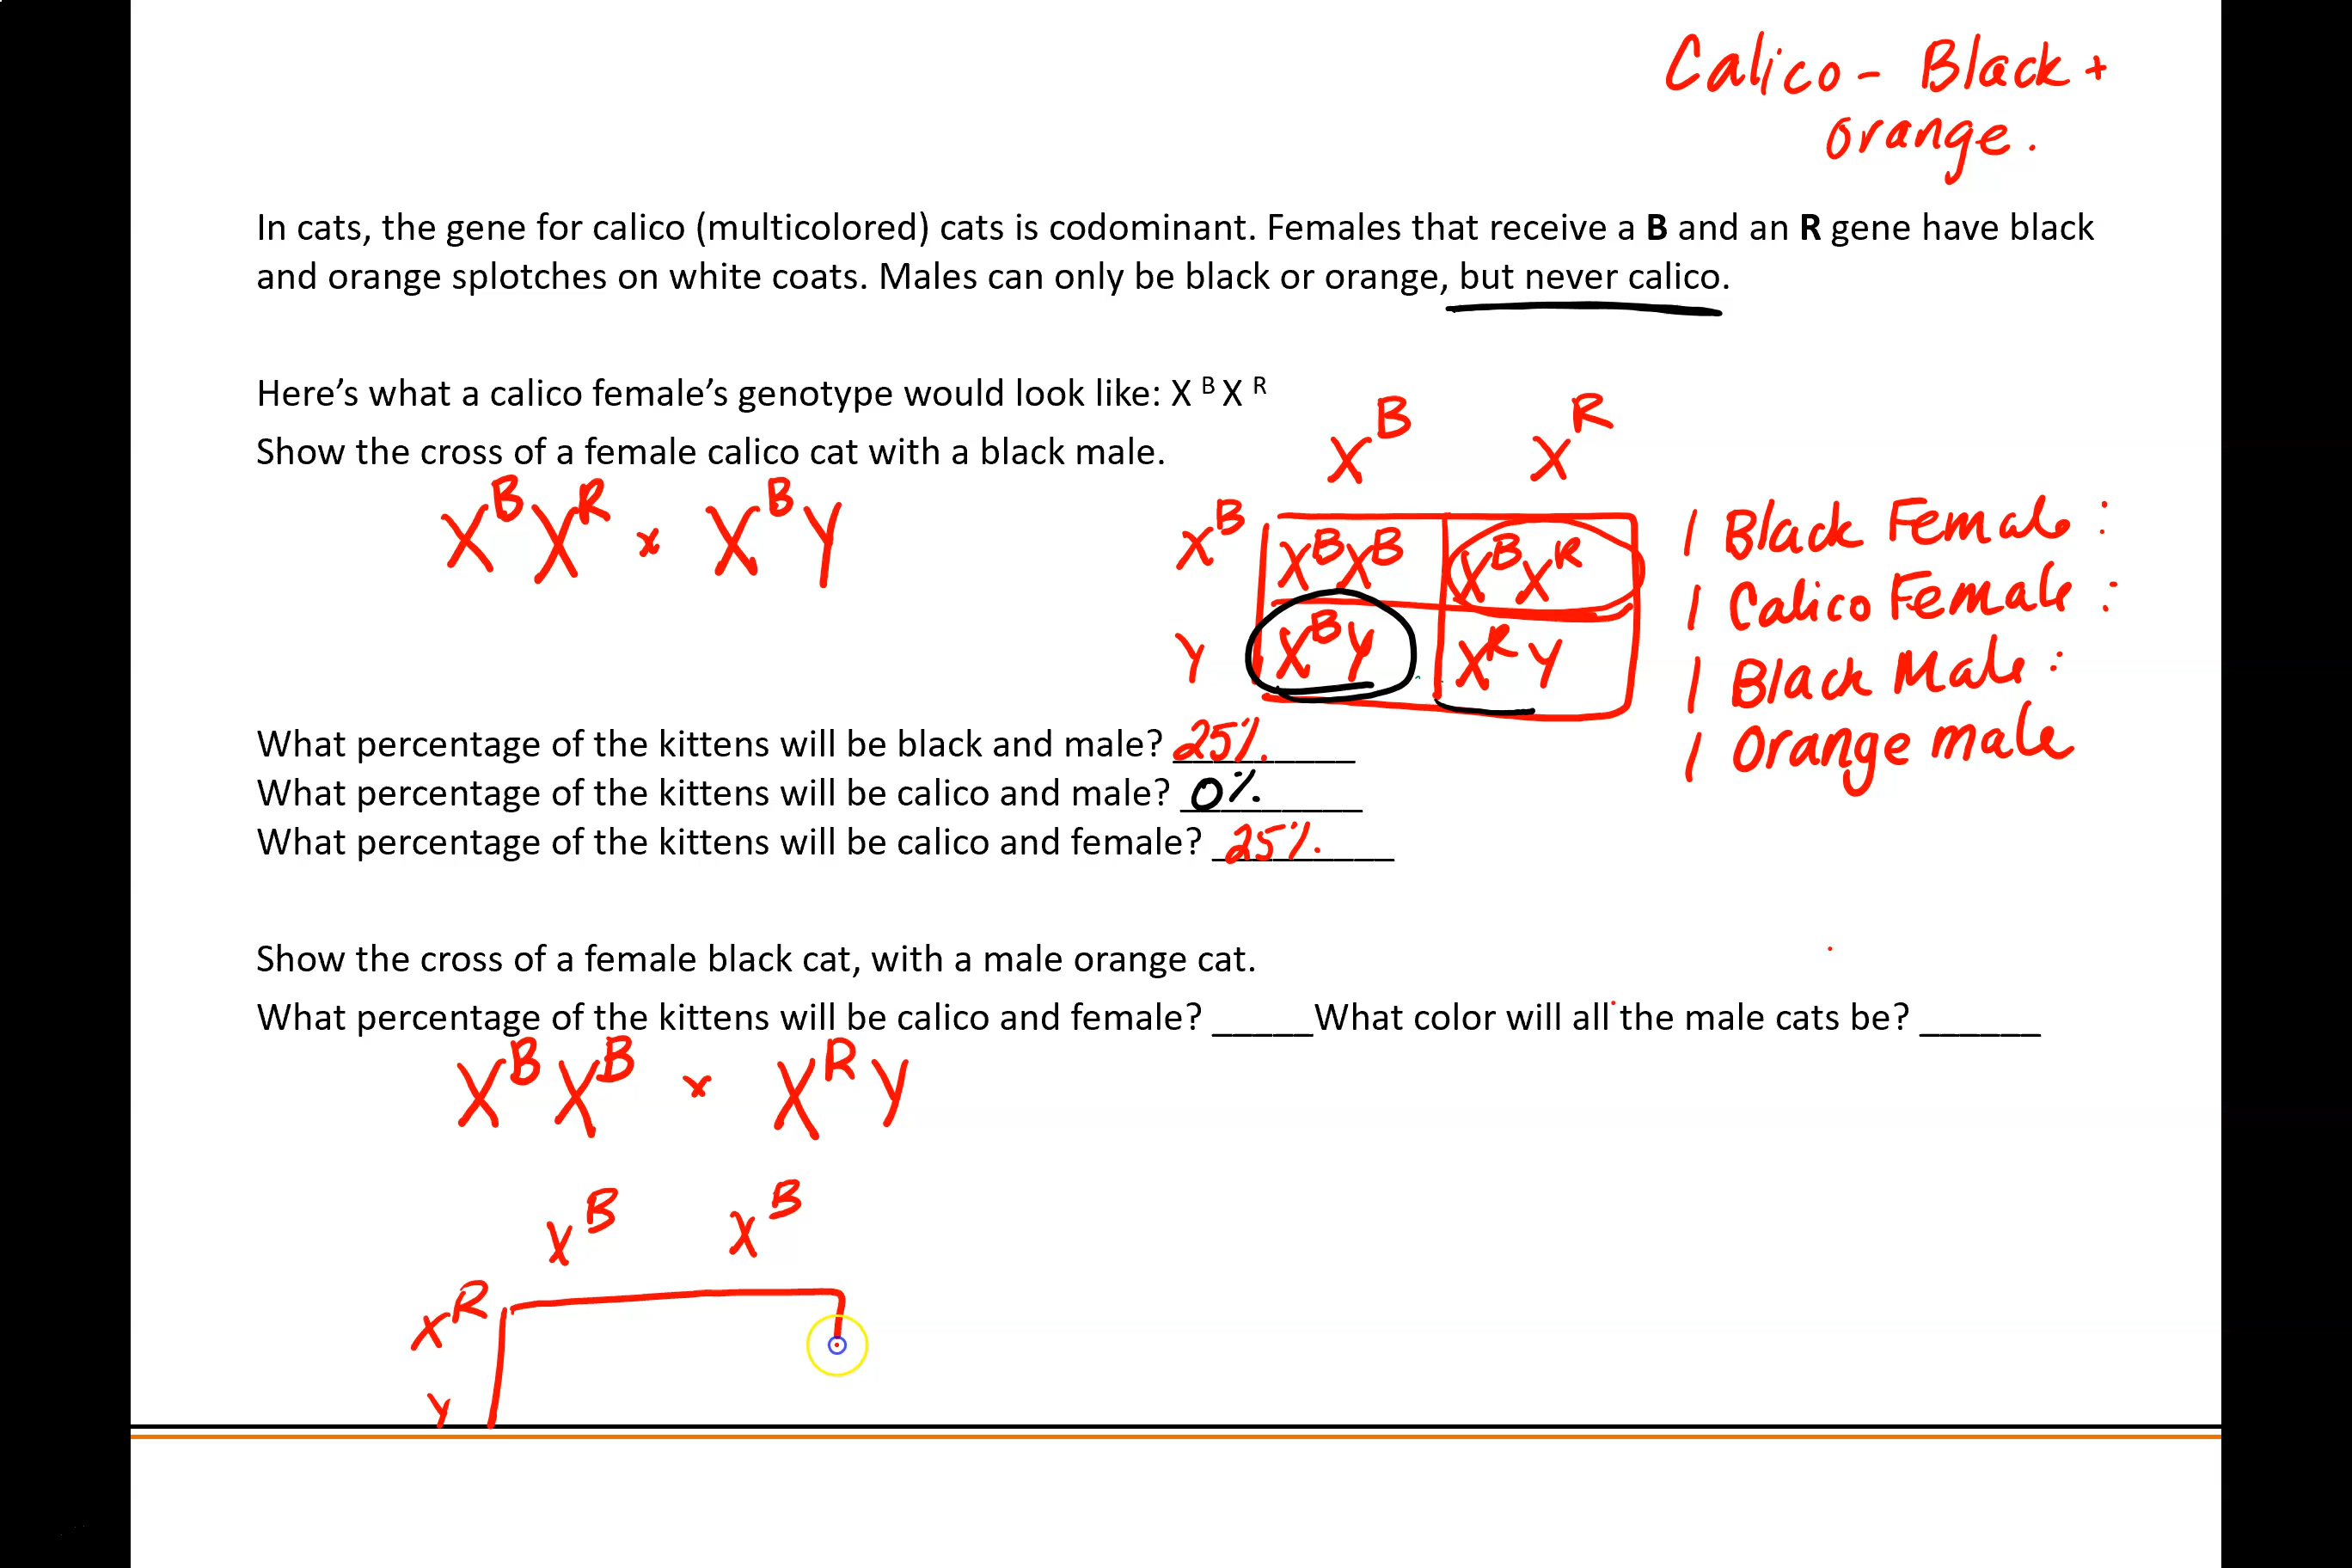 Calico - Black +
orange.
In cats, the gene for calico (multicolored) cats is codominant. Females that receive a B and an R gene have black
and orange splotches on white coats. Males can only be black or orange, but never calico.
Here’s what a calico female’s genotype would look like: X ᴮ X ᴿ
Show the cross of a female calico cat with a black male.
XᴮXᴿ × XᴮY
Xᴮ Xᴿ
Xᴮ XᴮXᴮ XᴮXᴿ
Y XᴮY XᴿY
1 Black Female :
1 Calico Female :
1 Black Male :
1 Orange male
What percentage of the kittens will be black and male? 25%
What percentage of the kittens will be calico and male? 0%
What percentage of the kittens will be calico and female? 25%
Show the cross of a female black cat, with a male orange cat.
What percentage of the kittens will be calico and female? _____What color will all the male cats be? ______
XᴮXᴮ × XᴿY
Xᴮ Xᴮ
Xᴿ
Y